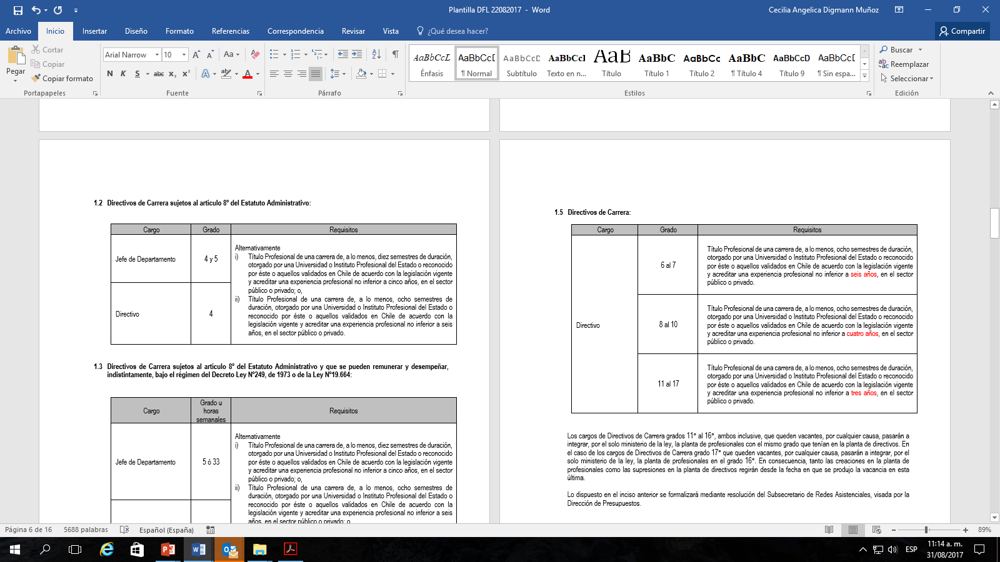 Plantilla DFL 22082017 - Word
Cecilia Angelica Digmann Muñoz
Archivo Inicio Insertar Diseño Formato Referencias Correspondencia Revisar Vista ¿Qué desea hacer? Compartir
Pegar
Cortar
Copiar
Copiar formato
Portapapeles
Arial Narrow 10
N K S abc x₂ x²
Fuente
Párrafo
AaBbCcD Énfasis
AaBbCcD ¶ Normal
AaBbCcD Subtítulo
AaBbCcI Texto en n...
AaB Título
AaBbC Título 1
AaBbCc Título 2
AaBbC ¶ Título 4
AaBbCcD Título 9
AaBbCcD ¶ Sin espa...
Estilos
Buscar
Reemplazar
Seleccionar
Edición
1.2 Directivos de Carrera sujetos al artículo 8° del Estatuto Administrativo:
Cargo Grado Requisitos
Jefe de Departamento 4 y 5
Directivo 4
Alternativamente
i) Título Profesional de una carrera de, a lo menos, diez semestres de duración,
otorgado por una Universidad o Instituto Profesional del Estado o reconocido
por éste o aquellos validados en Chile de acuerdo con la legislación vigente
y acreditar una experiencia profesional no inferior a cinco años, en el sector
público o privado; o,
ii) Título Profesional de una carrera de, a lo menos, ocho semestres de
duración, otorgado por una Universidad o Instituto Profesional del Estado o
reconocido por éste o aquellos validados en Chile de acuerdo con la
legislación vigente y acreditar una experiencia profesional no inferior a seis
años, en el sector público o privado.
1.3 Directivos de Carrera sujetos al artículo 8° del Estatuto Administrativo y que se pueden remunerar y desempeñar,
indistintamente, bajo el régimen del Decreto Ley N°249, de 1973 o de la Ley N°19.664:
Cargo
Grado u
horas
semanales
Requisitos
Jefe de Departamento 5 ó 33
Alternativamente
i) Título Profesional de una carrera de, a lo menos, diez semestres de duración,
otorgado por una Universidad o Instituto Profesional del Estado o reconocido
por éste o aquellos validados en Chile de acuerdo con la legislación vigente
y acreditar una experiencia profesional no inferior a cinco años, en el sector
público o privado; o,
ii) Título Profesional de una carrera de, a lo menos, ocho semestres de
duración, otorgado por una Universidad o Instituto Profesional del Estado o
reconocido por éste o aquellos validados en Chile de acuerdo con la
legislación vigente y acreditar una experiencia profesional no inferior a seis
años, en el sector público o privado; o
1.5 Directivos de Carrera:
Cargo Grado Requisitos
Directivo
6 al 7
Título Profesional de una carrera de, a lo menos, ocho semestres de duración,
otorgado por una Universidad o Instituto Profesional del Estado o reconocido
por éste o aquellos validados en Chile de acuerdo con la legislación vigente
y acreditar una experiencia profesional no inferior a seis años, en el sector
público o privado.
8 al 10
Título Profesional de una carrera de, a lo menos, ocho semestres de duración,
otorgado por una Universidad o Instituto Profesional del Estado o reconocido
por éste o aquellos validados en Chile de acuerdo con la legislación vigente
y acreditar una experiencia profesional no inferior a cuatro años, en el sector
público o privado.
11 al 17
Título Profesional de una carrera de, a lo menos, ocho semestres de duración,
otorgado por una Universidad o Instituto Profesional del Estado o reconocido
por éste o aquellos validados en Chile de acuerdo con la legislación vigente
y acreditar una experiencia profesional no inferior a tres años, en el sector
público o privado.
Los cargos de Directivos de Carrera grados 11° al 16°, ambos inclusive, que queden vacantes, por cualquier causa, pasarán a
integrar, por el solo ministerio de la ley, la planta de profesionales con el mismo grado que tenían en la planta de directivos. En
el caso de los cargos de Directivos de Carrera grado 17° que queden vacantes, por cualquier causa, pasarán a integrar, por el
solo ministerio de la ley, la planta de profesionales en el grado 16°. En consecuencia, tanto las creaciones en la planta de
profesionales como las supresiones en la planta de directivos regirán desde la fecha en que se produjo la vacancia en esta
última.
Lo dispuesto en el inciso anterior se formalizará mediante resolución del Subsecretario de Redes Asistenciales, visada por la
Dirección de Presupuestos.
Página 6 de 16 5688 palabras Español (España) 89%
ESP
11:14 a. m.
31/08/2017